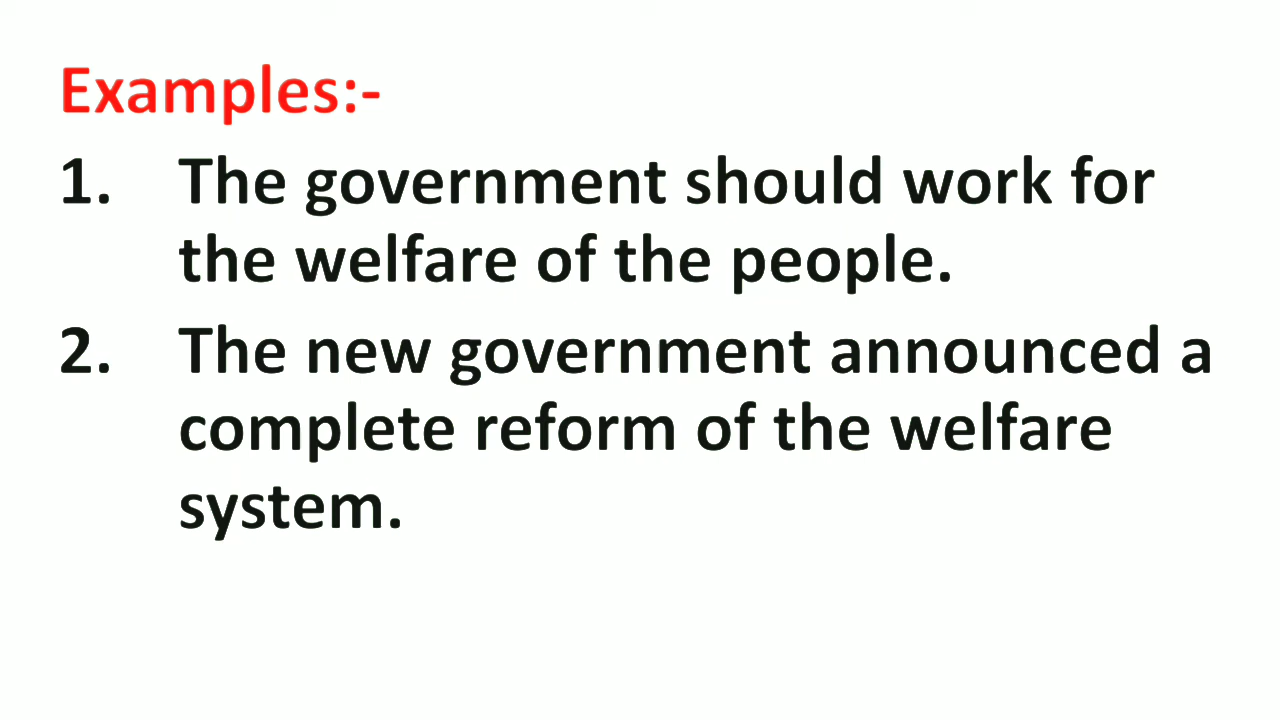 Examples:-
1. The government should work for
the welfare of the people.
2. The new government announced a
complete reform of the welfare
system.